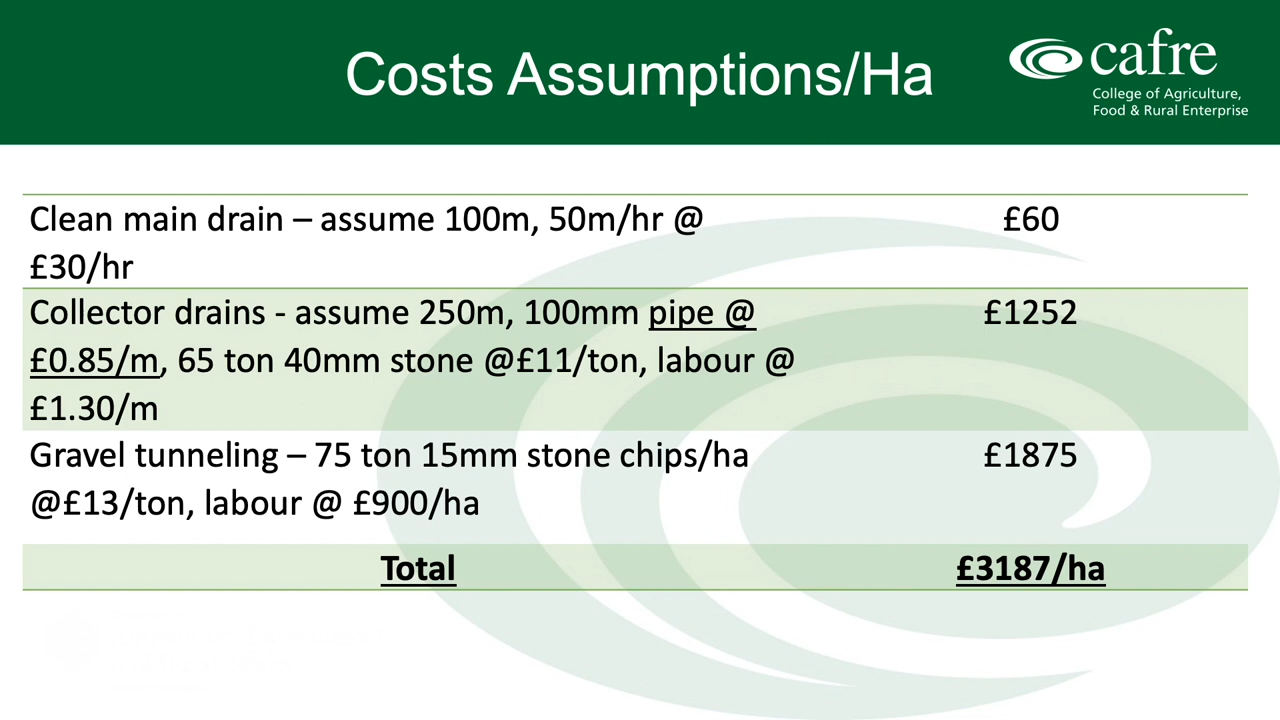 Costs Assumptions/Ha
cafre
College of Agriculture,
Food & Rural Enterprise
Clean main drain – assume 100m, 50m/hr @
£30/hr
£60
Collector drains - assume 250m, 100mm pipe @
£0.85/m, 65 ton 40mm stone @£11/ton, labour @
£1.30/m
£1252
Gravel tunneling – 75 ton 15mm stone chips/ha
@£13/ton, labour @ £900/ha
£1875
Total
£3187/ha